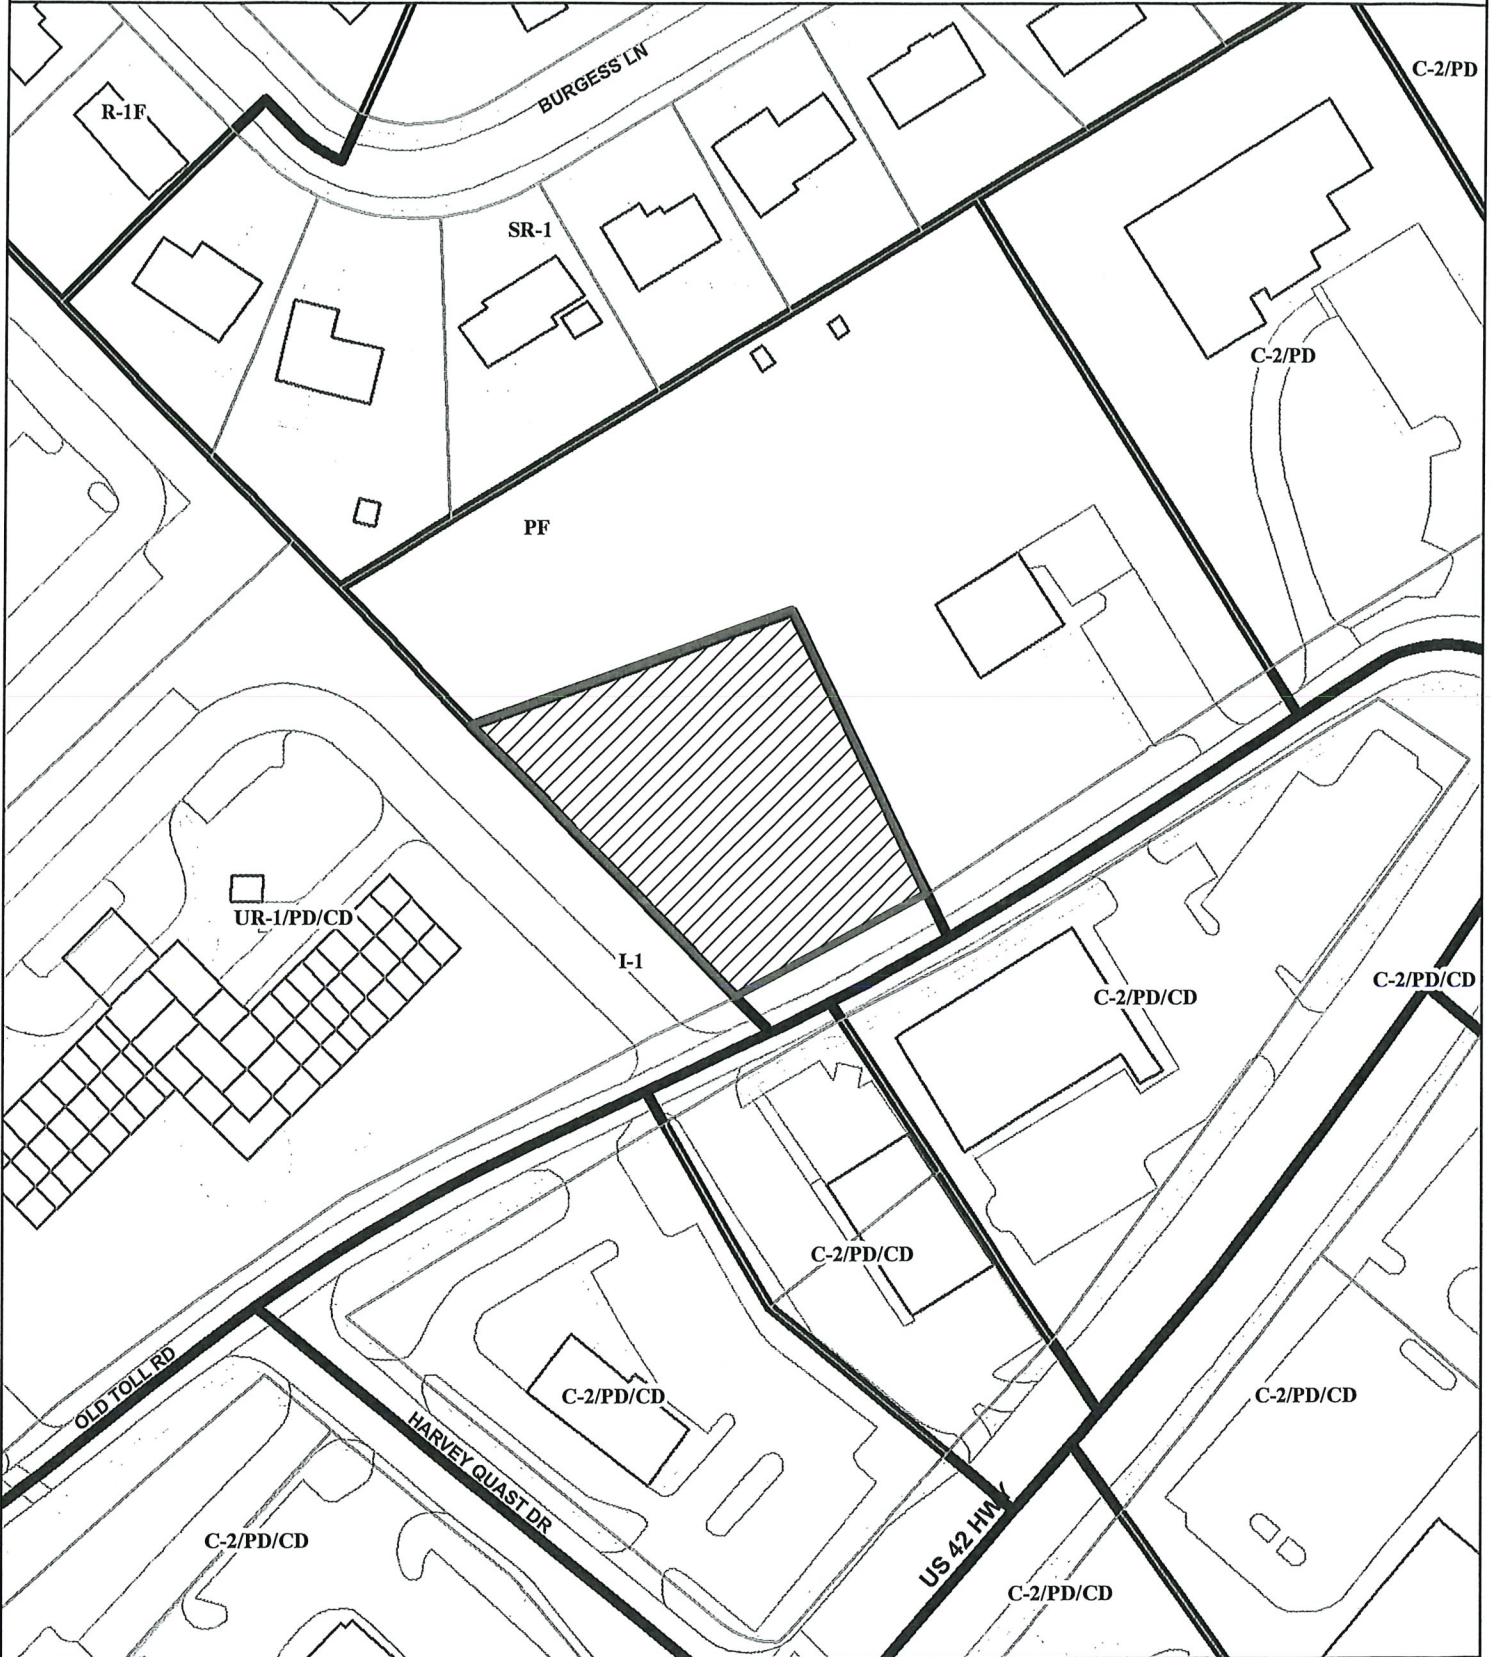 C-2/PD
BURGESS LN
R-1F
SR-1
C-2/PD
PF
UR-1/PD/CD
I-1
C-2/PD/CD
C-2/PD/CD
C-2/PD/CD
OLD TOLL RD
C-2/PD/CD
C-2/PD/CD
HARVEY QUAST DR
US 42 HWY
C-2/PD/CD
C-2/PD/CD